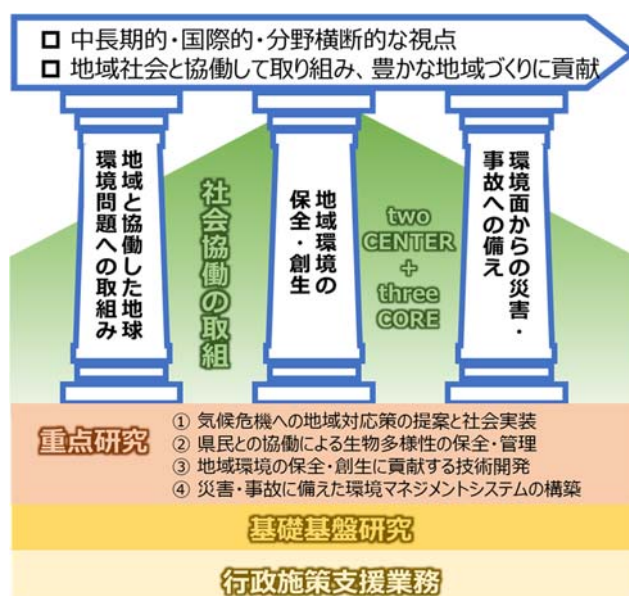 □ 中長期的・国際的・分野横断的な視点
□ 地域社会と協働して取り組み、豊かな地域づくりに貢献
地域と協働した地球
環境問題への取組み
社会協働の取組
地域環境の
保全・創生
two
CENTER
+
three
CORE
環境面からの災害・
事故への備え
重点研究
① 気候危機への地域対応策の提案と社会実装
② 県民との協働による生物多様性の保全・管理
③ 地域環境の保全・創生に貢献する技術開発
④ 災害・事故に備えた環境マネジメントシステムの構築
基礎基盤研究
行政施策支援業務